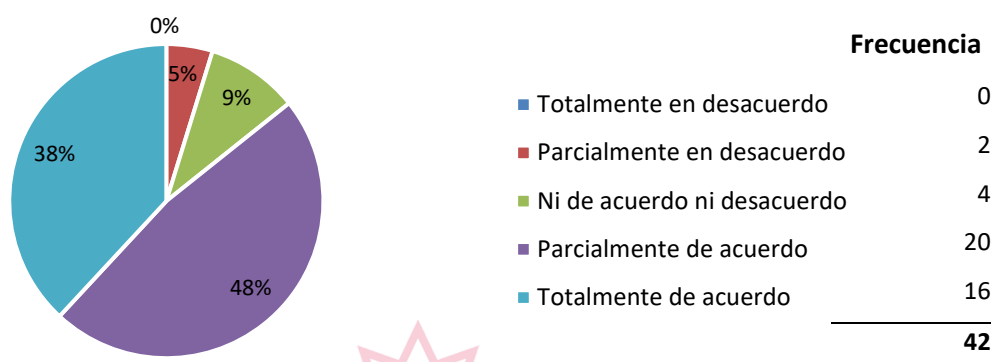 0%
5%
9%
38%
48%
Frecuencia
Totalmente en desacuerdo 0
Parcialmente en desacuerdo 2
Ni de acuerdo ni desacuerdo 4
Parcialmente de acuerdo 20
Totalmente de acuerdo 16
42